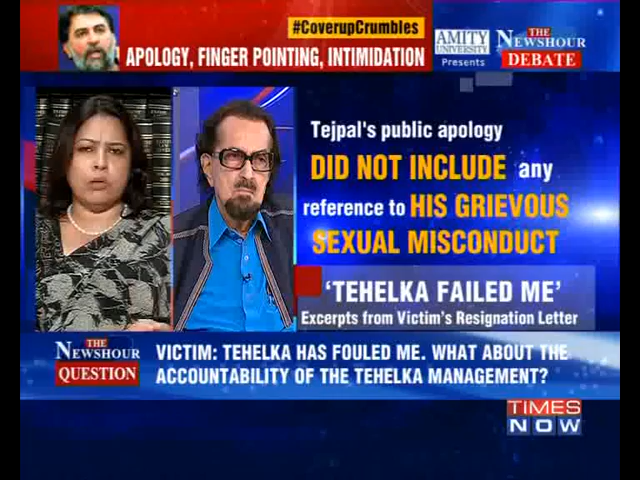 #CoverupCrumbles
APOLOGY, FINGER POINTING, INTIMIDATION
AMITY
UNIVERSITY
Presents
THE
NEWSHOUR
DEBATE
Tejpal's public apology
DID NOT INCLUDE any
reference to HIS GRIEVOUS
SEXUAL MISCONDUCT
'TEHELKA FAILED ME'
Excerpts from Victim's Resignation Letter
THE
NEWSHOUR
QUESTION
VICTIM: TEHELKA HAS FOULED ME. WHAT ABOUT THE
ACCOUNTABILITY OF THE TEHELKA MANAGEMENT?
TIMES
NOW